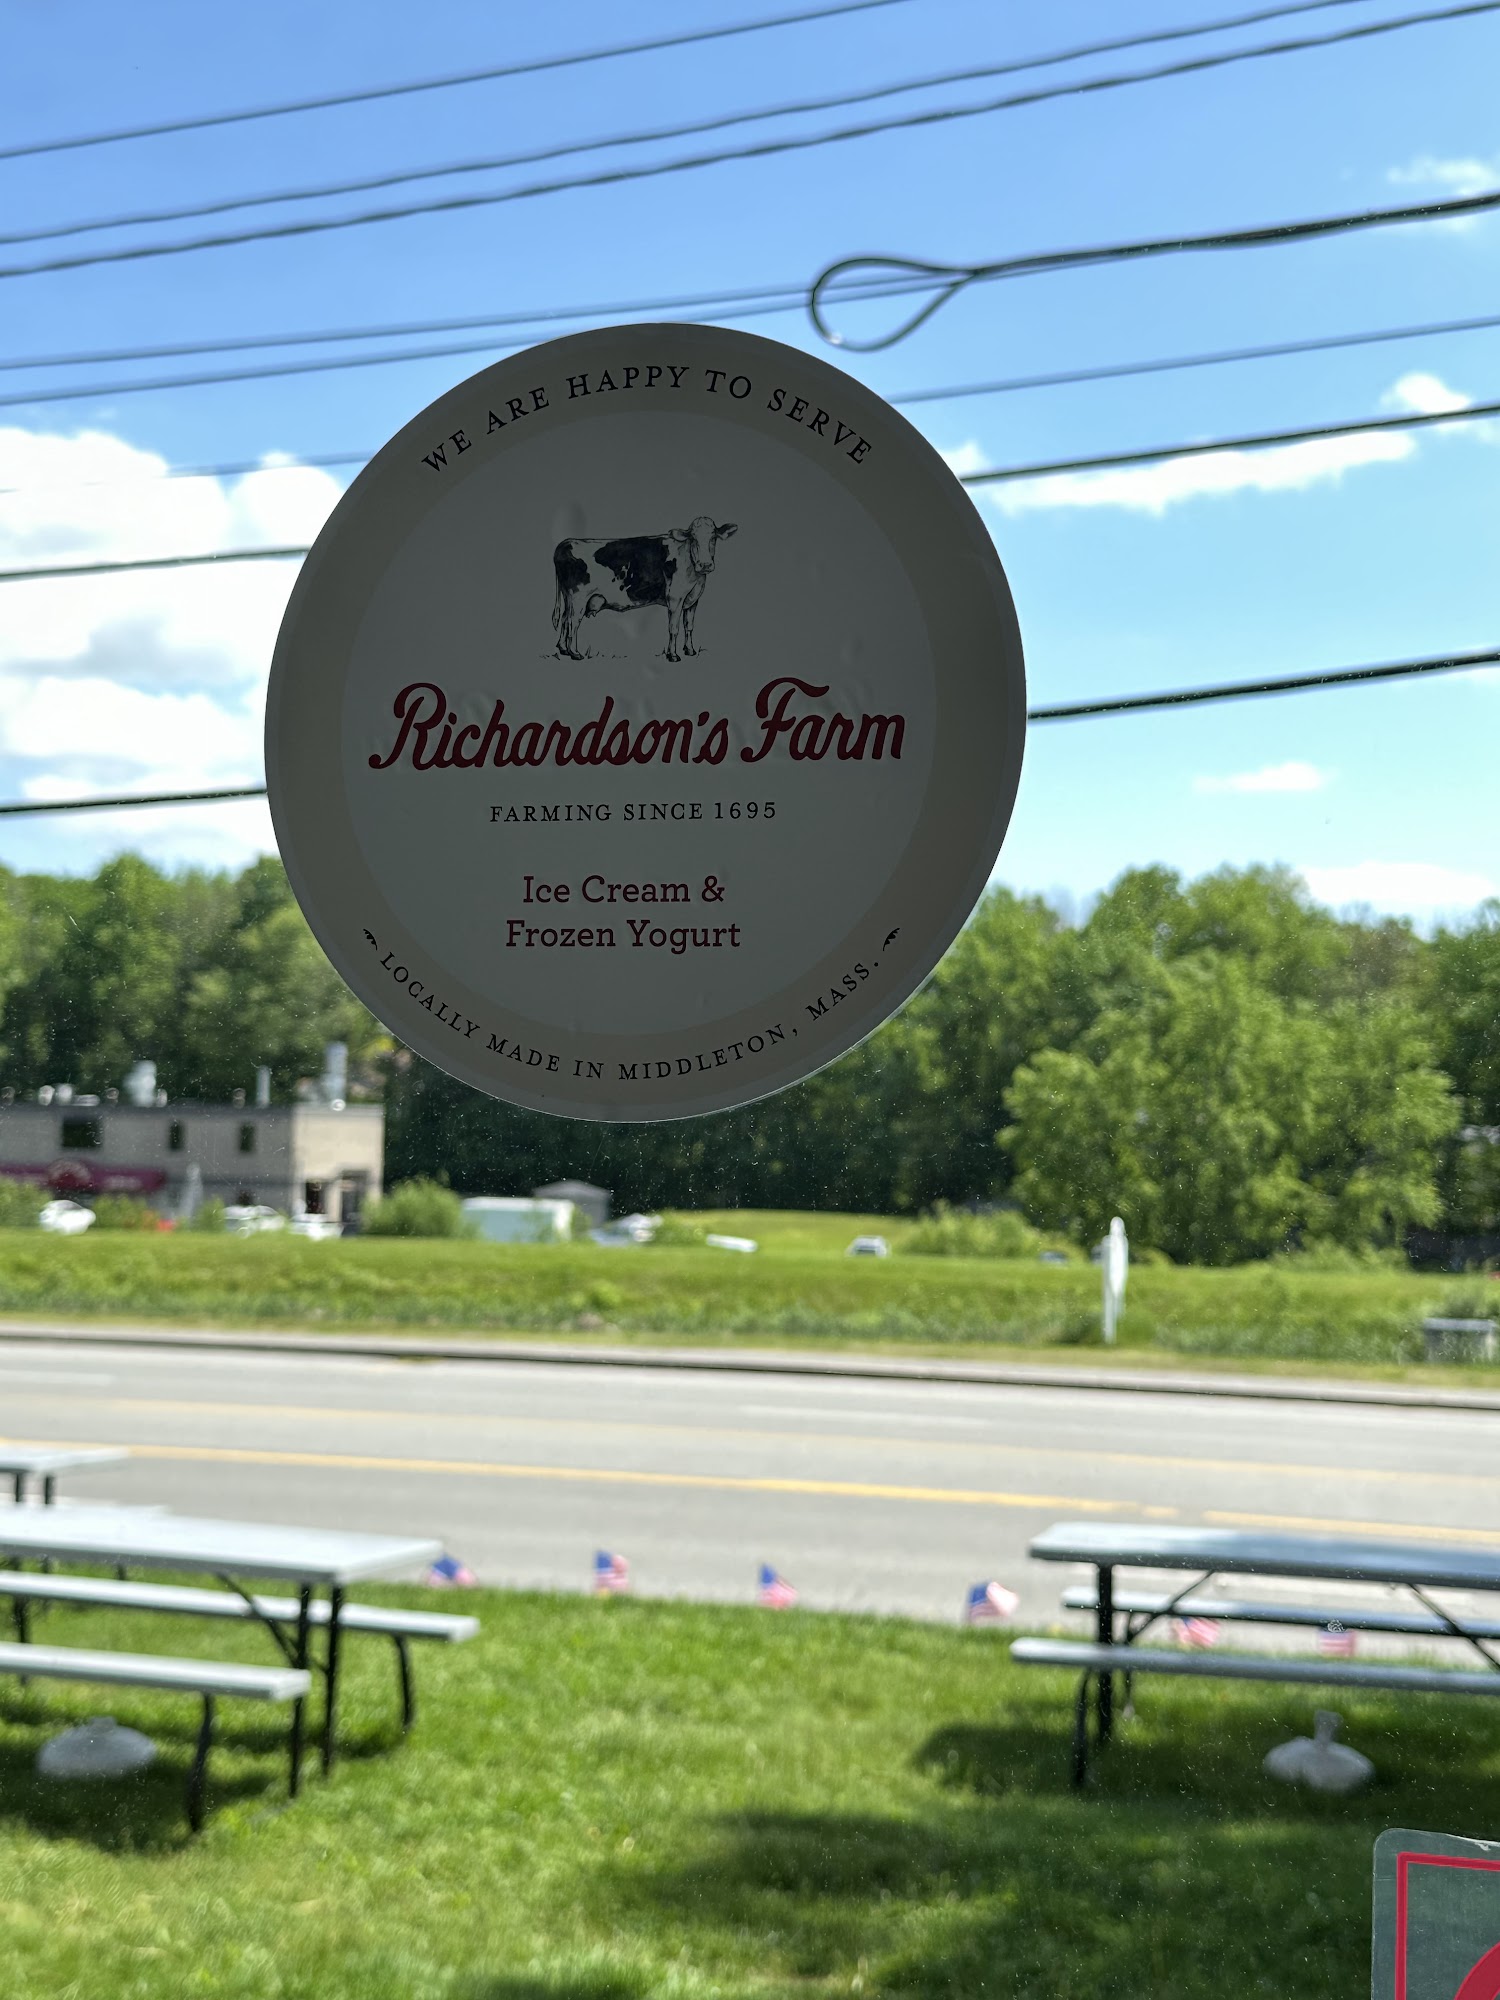 WE ARE HAPPY TO SERVE
Richardson's Farm
FARMING SINCE 1695
Ice Cream &
Frozen Yogurt
LOCALLY MADE IN MIDDLETON, MASS.